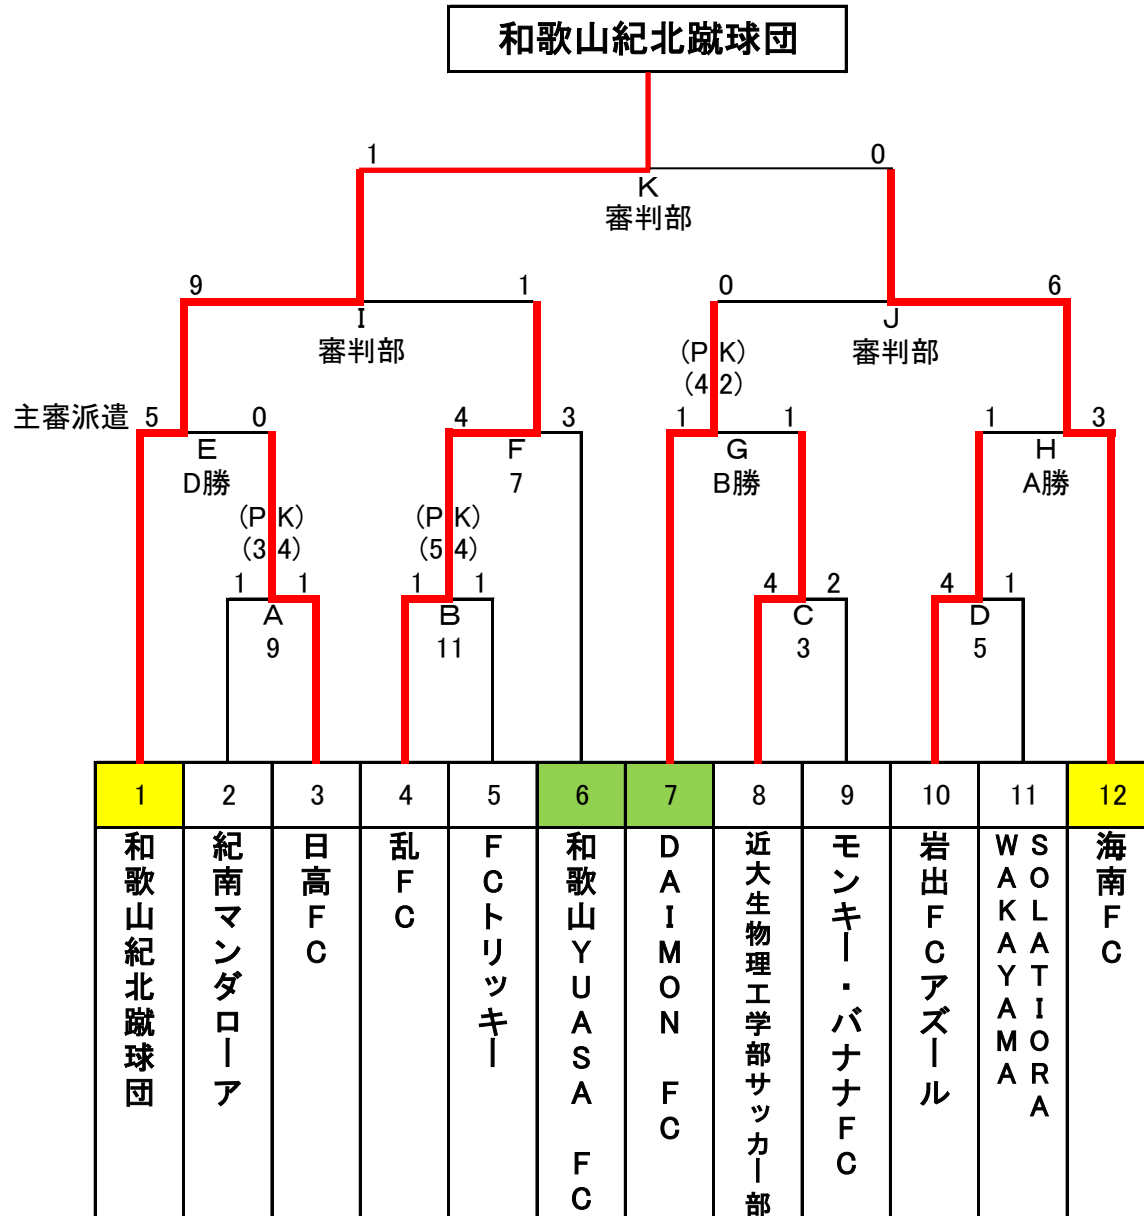 和歌山紀北蹴球団
1 0
K
審判部
9 1 0 6
I J
審判部 審判部
(PK)
(4 2)
主審派遣 5 0 4 3 1 1 1 3
E F G H
D勝 7 B勝 A勝
(PK) (PK)
(3 4) (5 4)
1 1 1 1 4 2 4 1
A B C D
9 11 3 5
1 2 3 4 5 6 7 8 9 10 11 12
和歌山紀北蹴球団
紀南マンダローア
日高FC
乱FC
FCトリッキー
和歌山YUASA FC
DAIMON FC
近大生物理工学部サッカー部
モンキー・バナナFC
岩出FCアズール
SOLATIORA
WAKAYAMA
海南FC